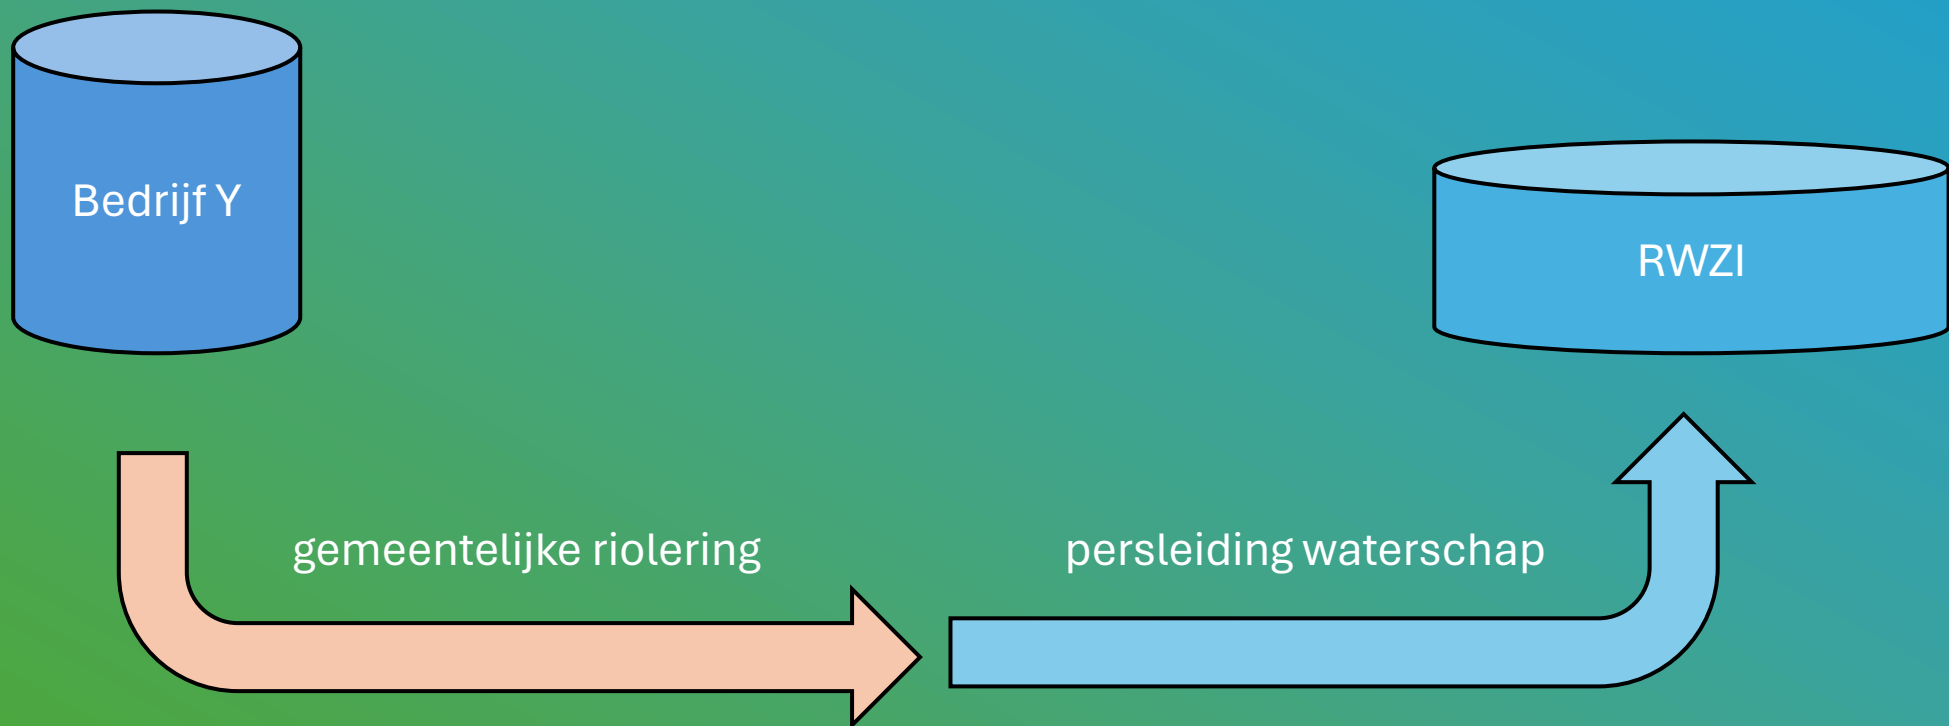 Bedrijf Y
RWZI
gemeentelijke riolering
persleiding waterschap